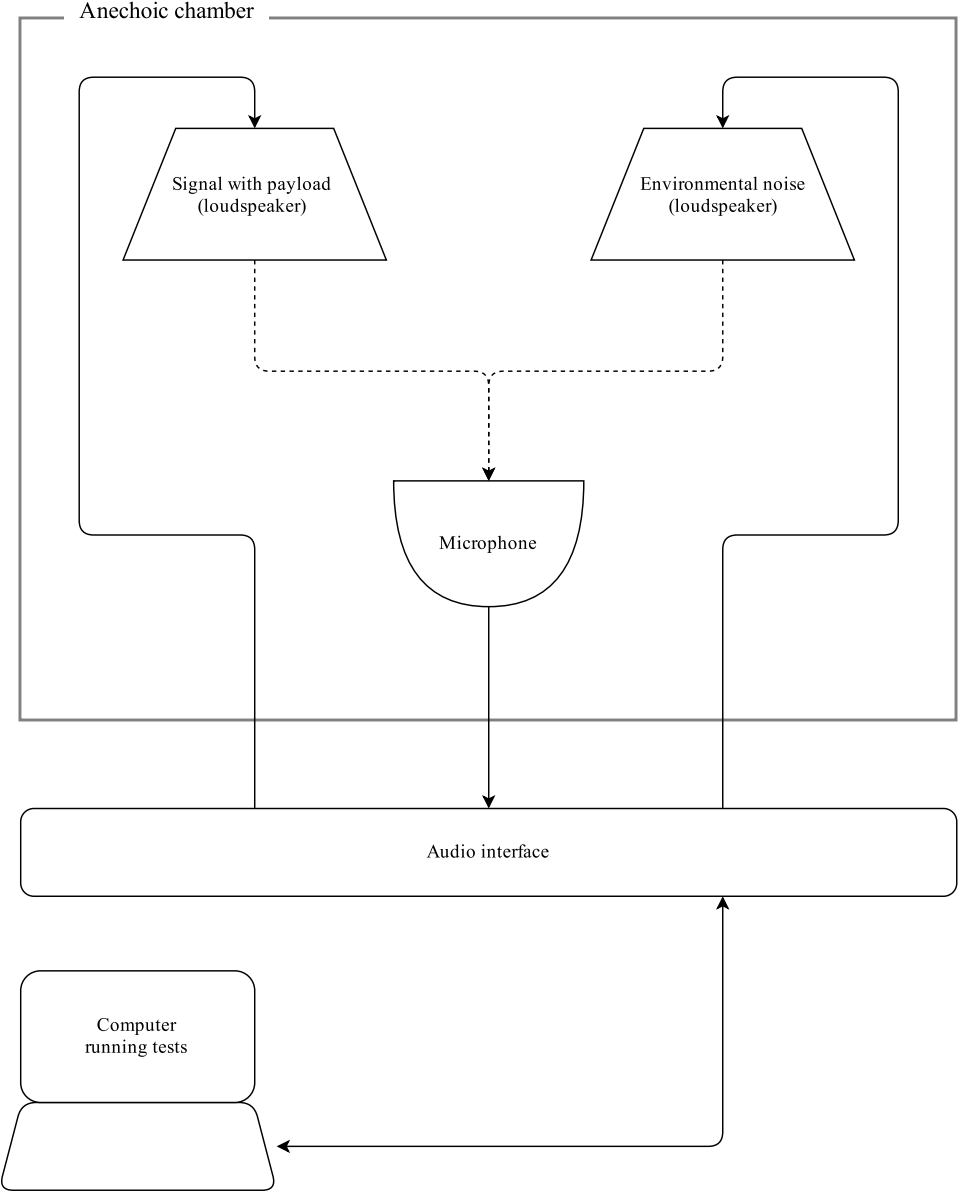 Anechoic chamber
Signal with payload
(loudspeaker)
Environmental noise
(loudspeaker)
Microphone
Audio interface
Computer
running tests